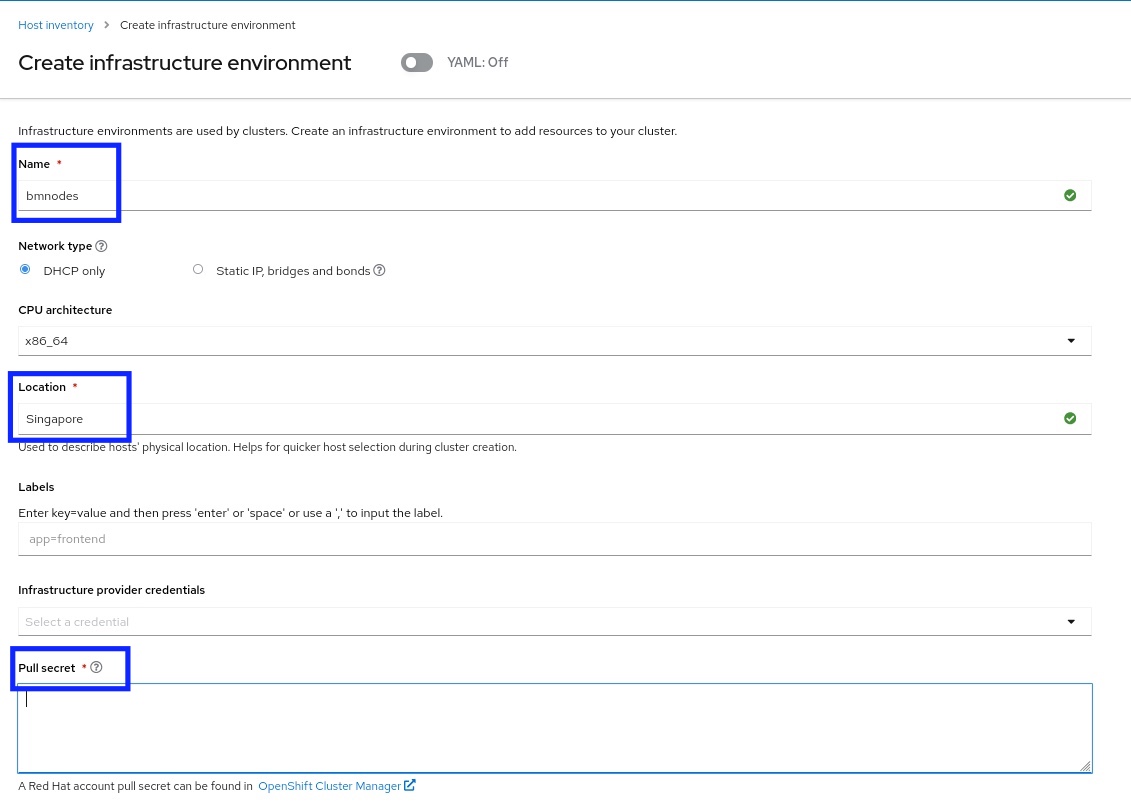 Host inventory > Create infrastructure environment
Create infrastructure environment YAML: Off
Infrastructure environments are used by clusters. Create an infrastructure environment to add resources to your cluster.
Name *
bmnodes
Network type
DHCP only Static IP, bridges and bonds
CPU architecture
x86_64
Location *
Singapore
Used to describe hosts' physical location. Helps for quicker host selection during cluster creation.
Labels
Enter key=value and then press 'enter' or 'space' or use a ',' to input the label.
app=frontend
Infrastructure provider credentials
Select a credential
Pull secret *
A Red Hat account pull secret can be found in OpenShift Cluster Manager